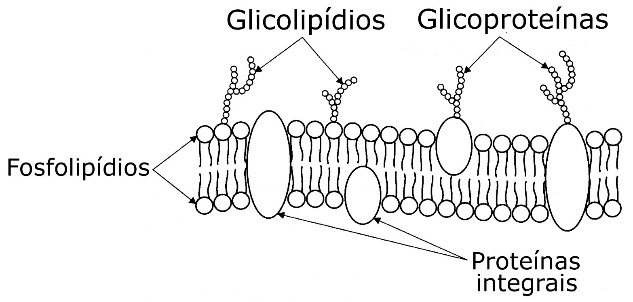 Glicolipídios
Glicoproteínas
Fosfolipídios
Proteínas
integrais